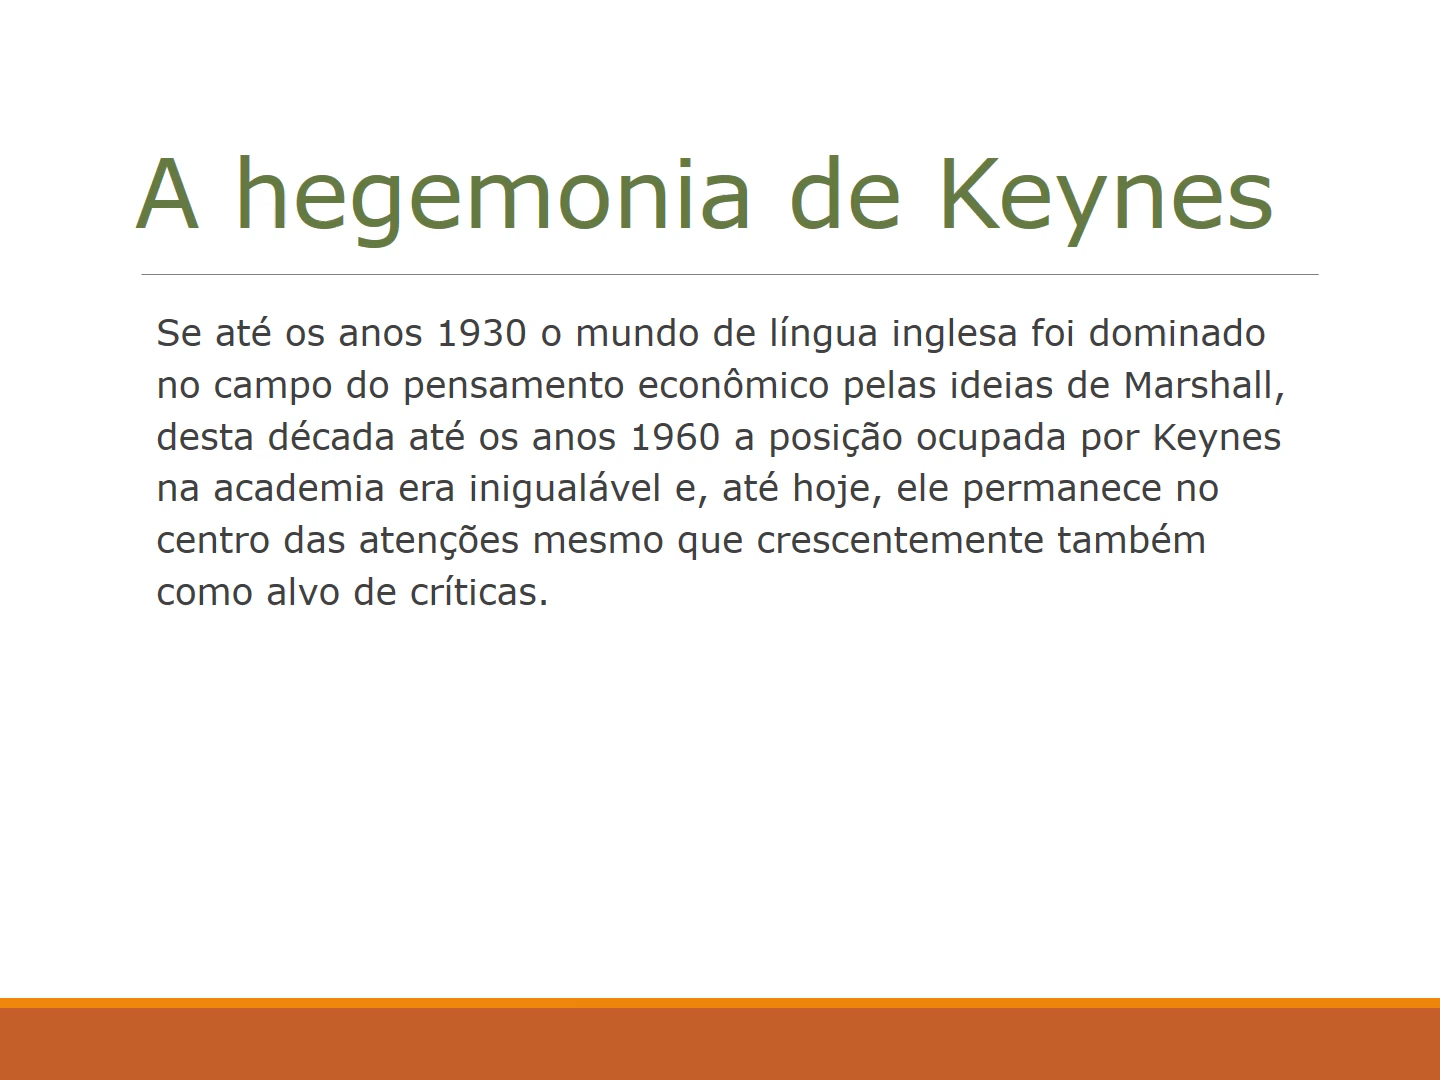 A hegemonia de Keynes
Se até os anos 1930 o mundo de língua inglesa foi dominado
no campo do pensamento econômico pelas ideias de Marshall,
desta década até os anos 1960 a posição ocupada por Keynes
na academia era inigualável e, até hoje, ele permanece no
centro das atenções mesmo que crescentemente também
como alvo de críticas.